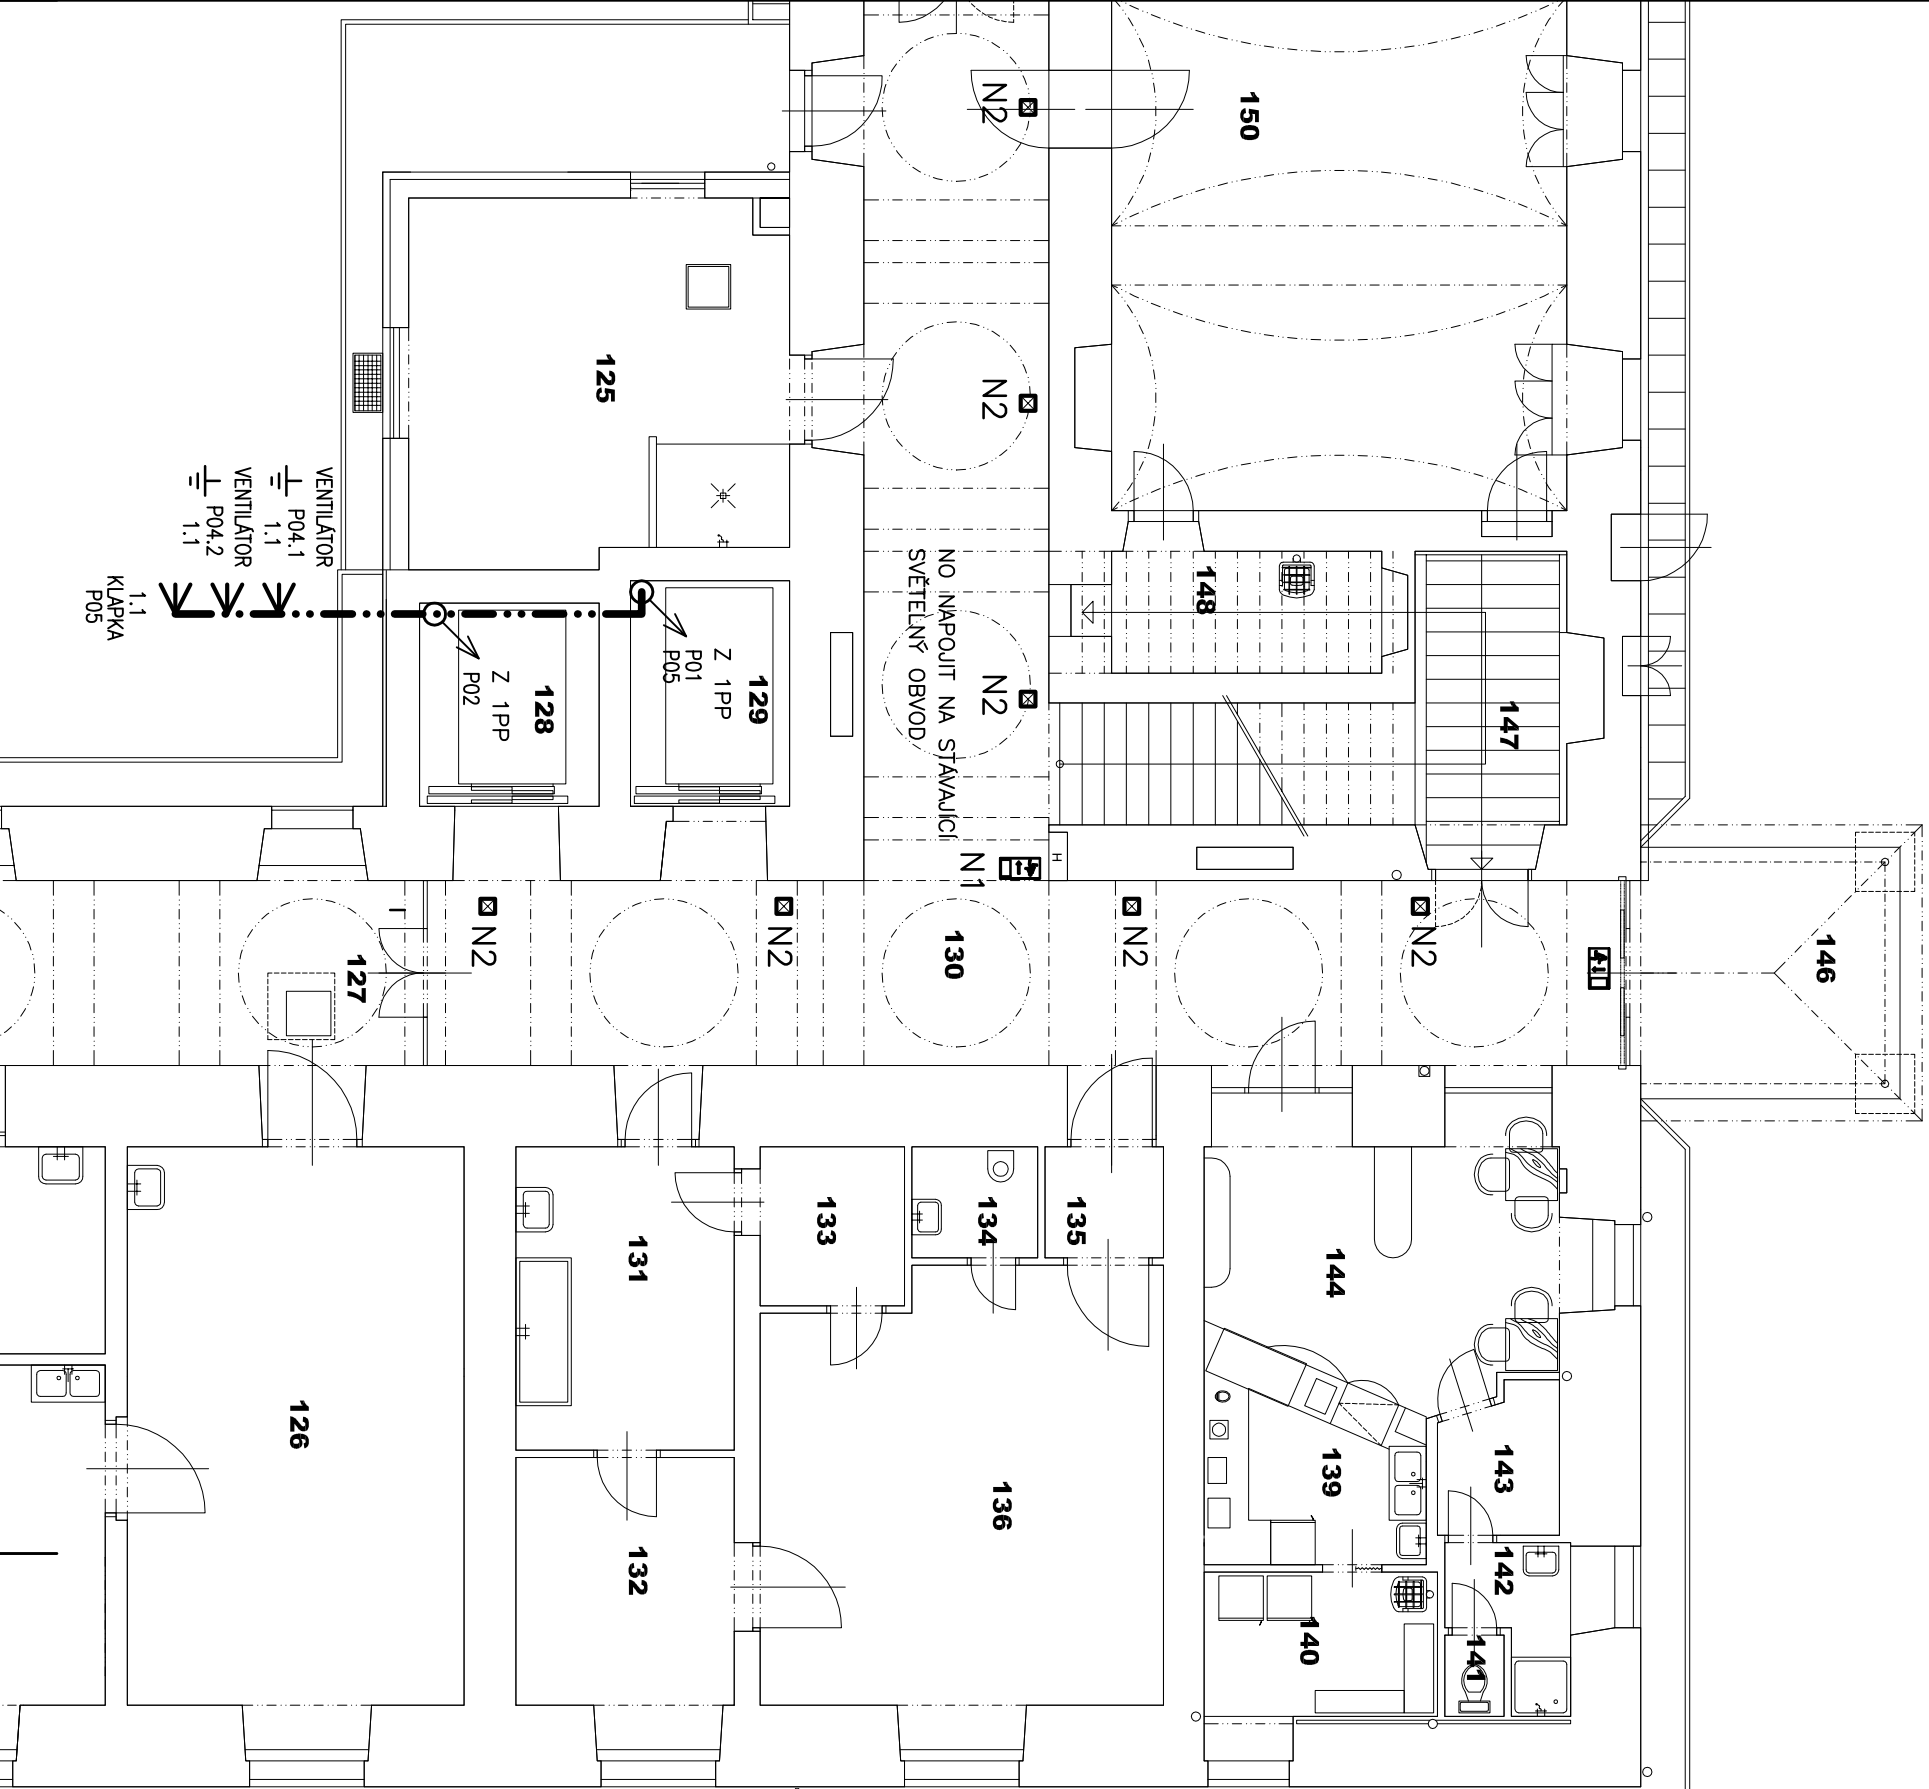 150
N2
125
N2
VENTILÁTOR
P04.1
1.1
VENTILÁTOR
P04.2
1.1
1.1
KLAPKA
P05
NO NAPOJIT NA STÁVAJÍCÍ
SVĚTELNÝ OBVOD
148
147
N2
129
Z 1PP
P01
P05
128
Z 1PP
P02
N1
H
N2
N2
130
N2
N2
146
127
133
134
135
131
144
126
136
139
143
132
142
140
141